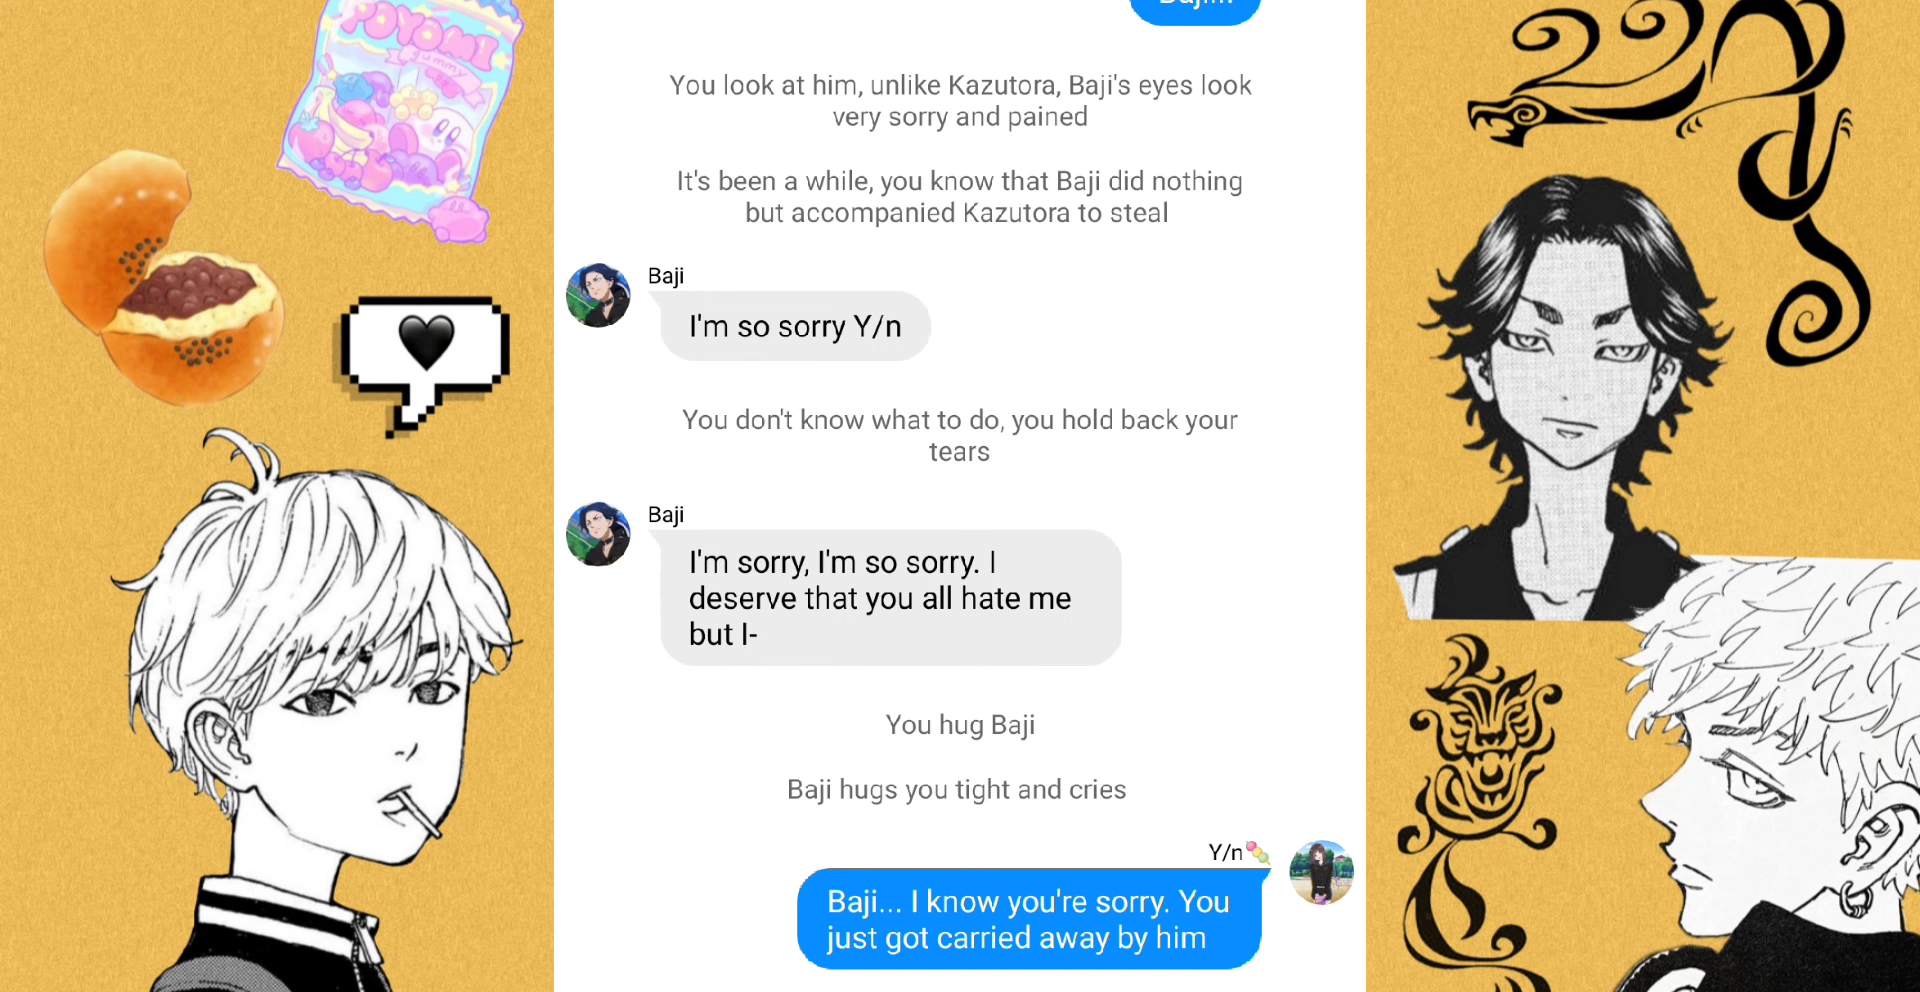 POYOMI
gummy
Baji...
You look at him, unlike Kazutora, Baji's eyes look
very sorry and pained
It's been a while, you know that Baji did nothing
but accompanied Kazutora to steal
Baji
I'm so sorry Y/n
You don't know what to do, you hold back your
tears
Baji
I'm sorry, I'm so sorry. I
deserve that you all hate me
but I-
You hug Baji
Baji hugs you tight and cries
Y/n🍡
Baji... I know you're sorry. You
just got carried away by him